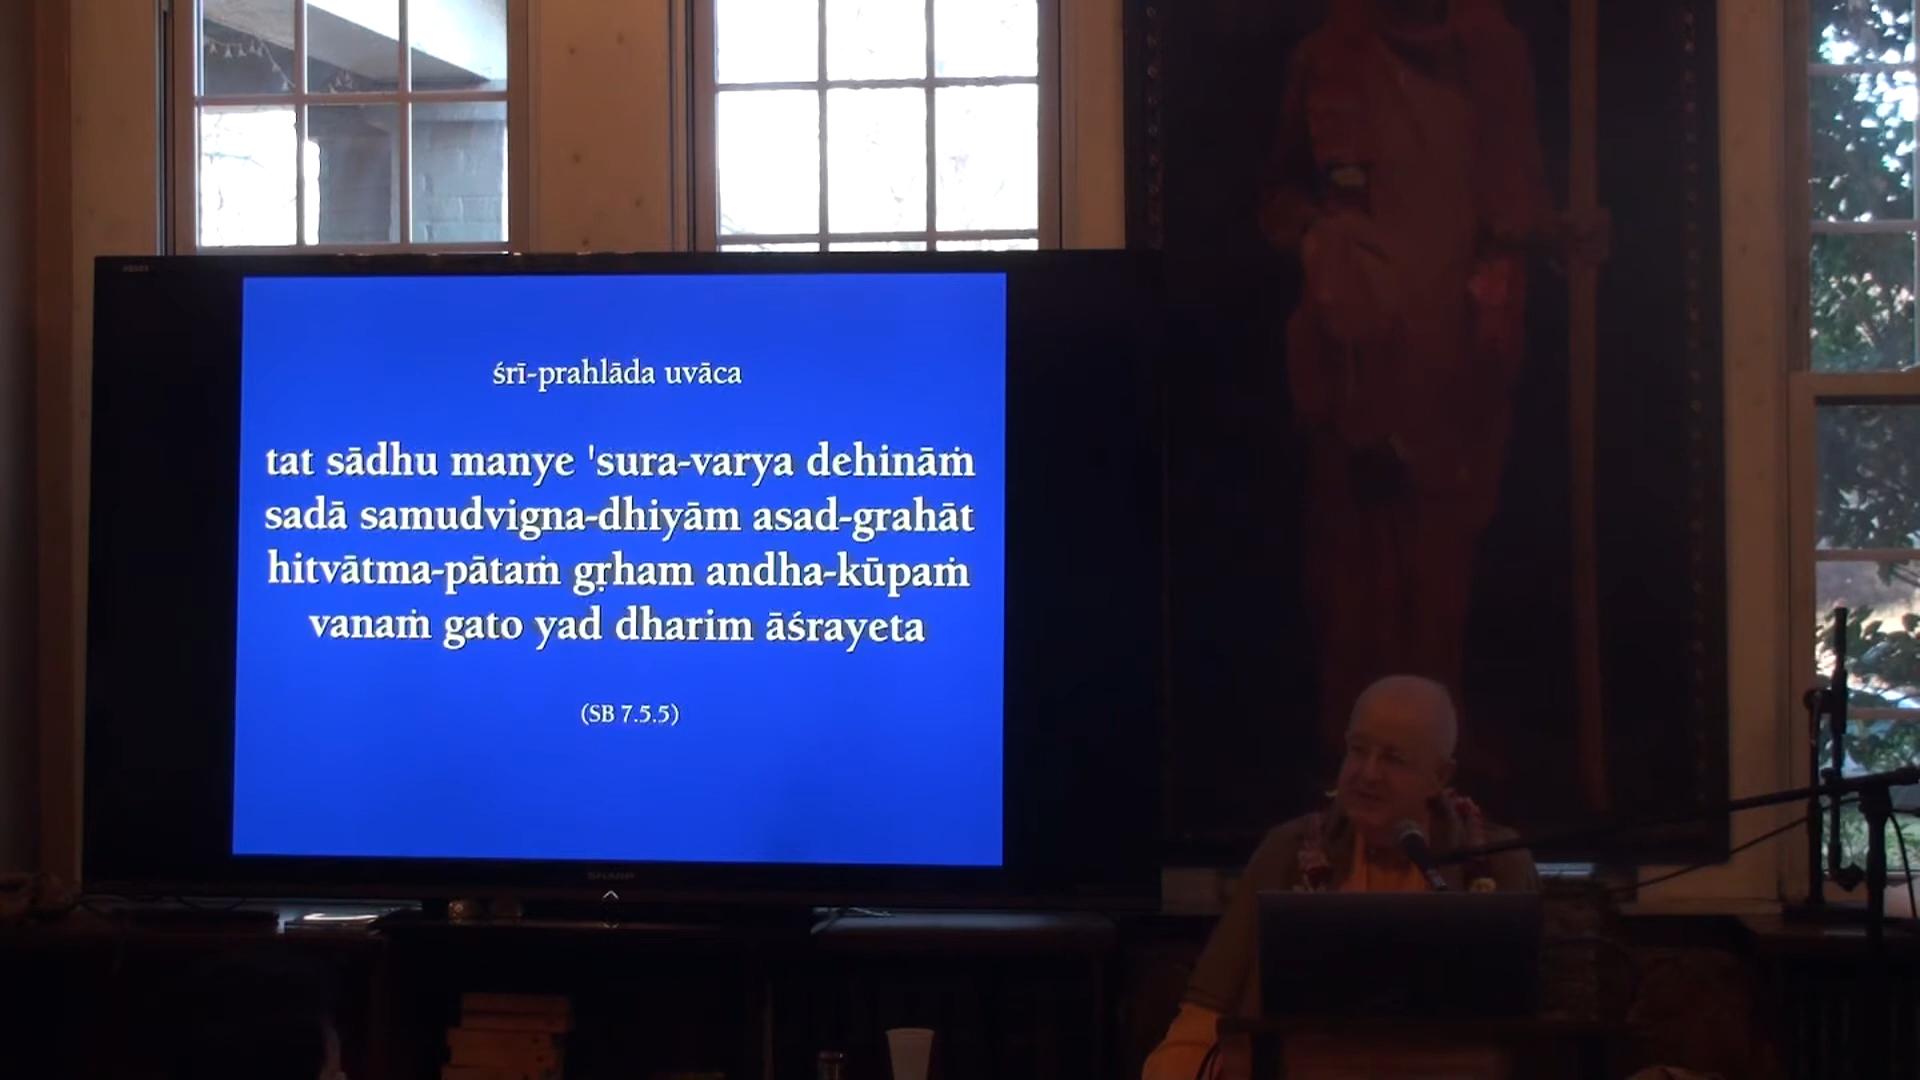 śrī-prahlāda uvāca
tat sādhu manye 'sura-varya dehināṁ
sadā samudvigna-dhiyām asad-grahāt
hitvātma-pātaṁ gṛham andha-kūpaṁ
vanaṁ gato yad dharim āśrayeta
(SB 7.5.5)
SHARP